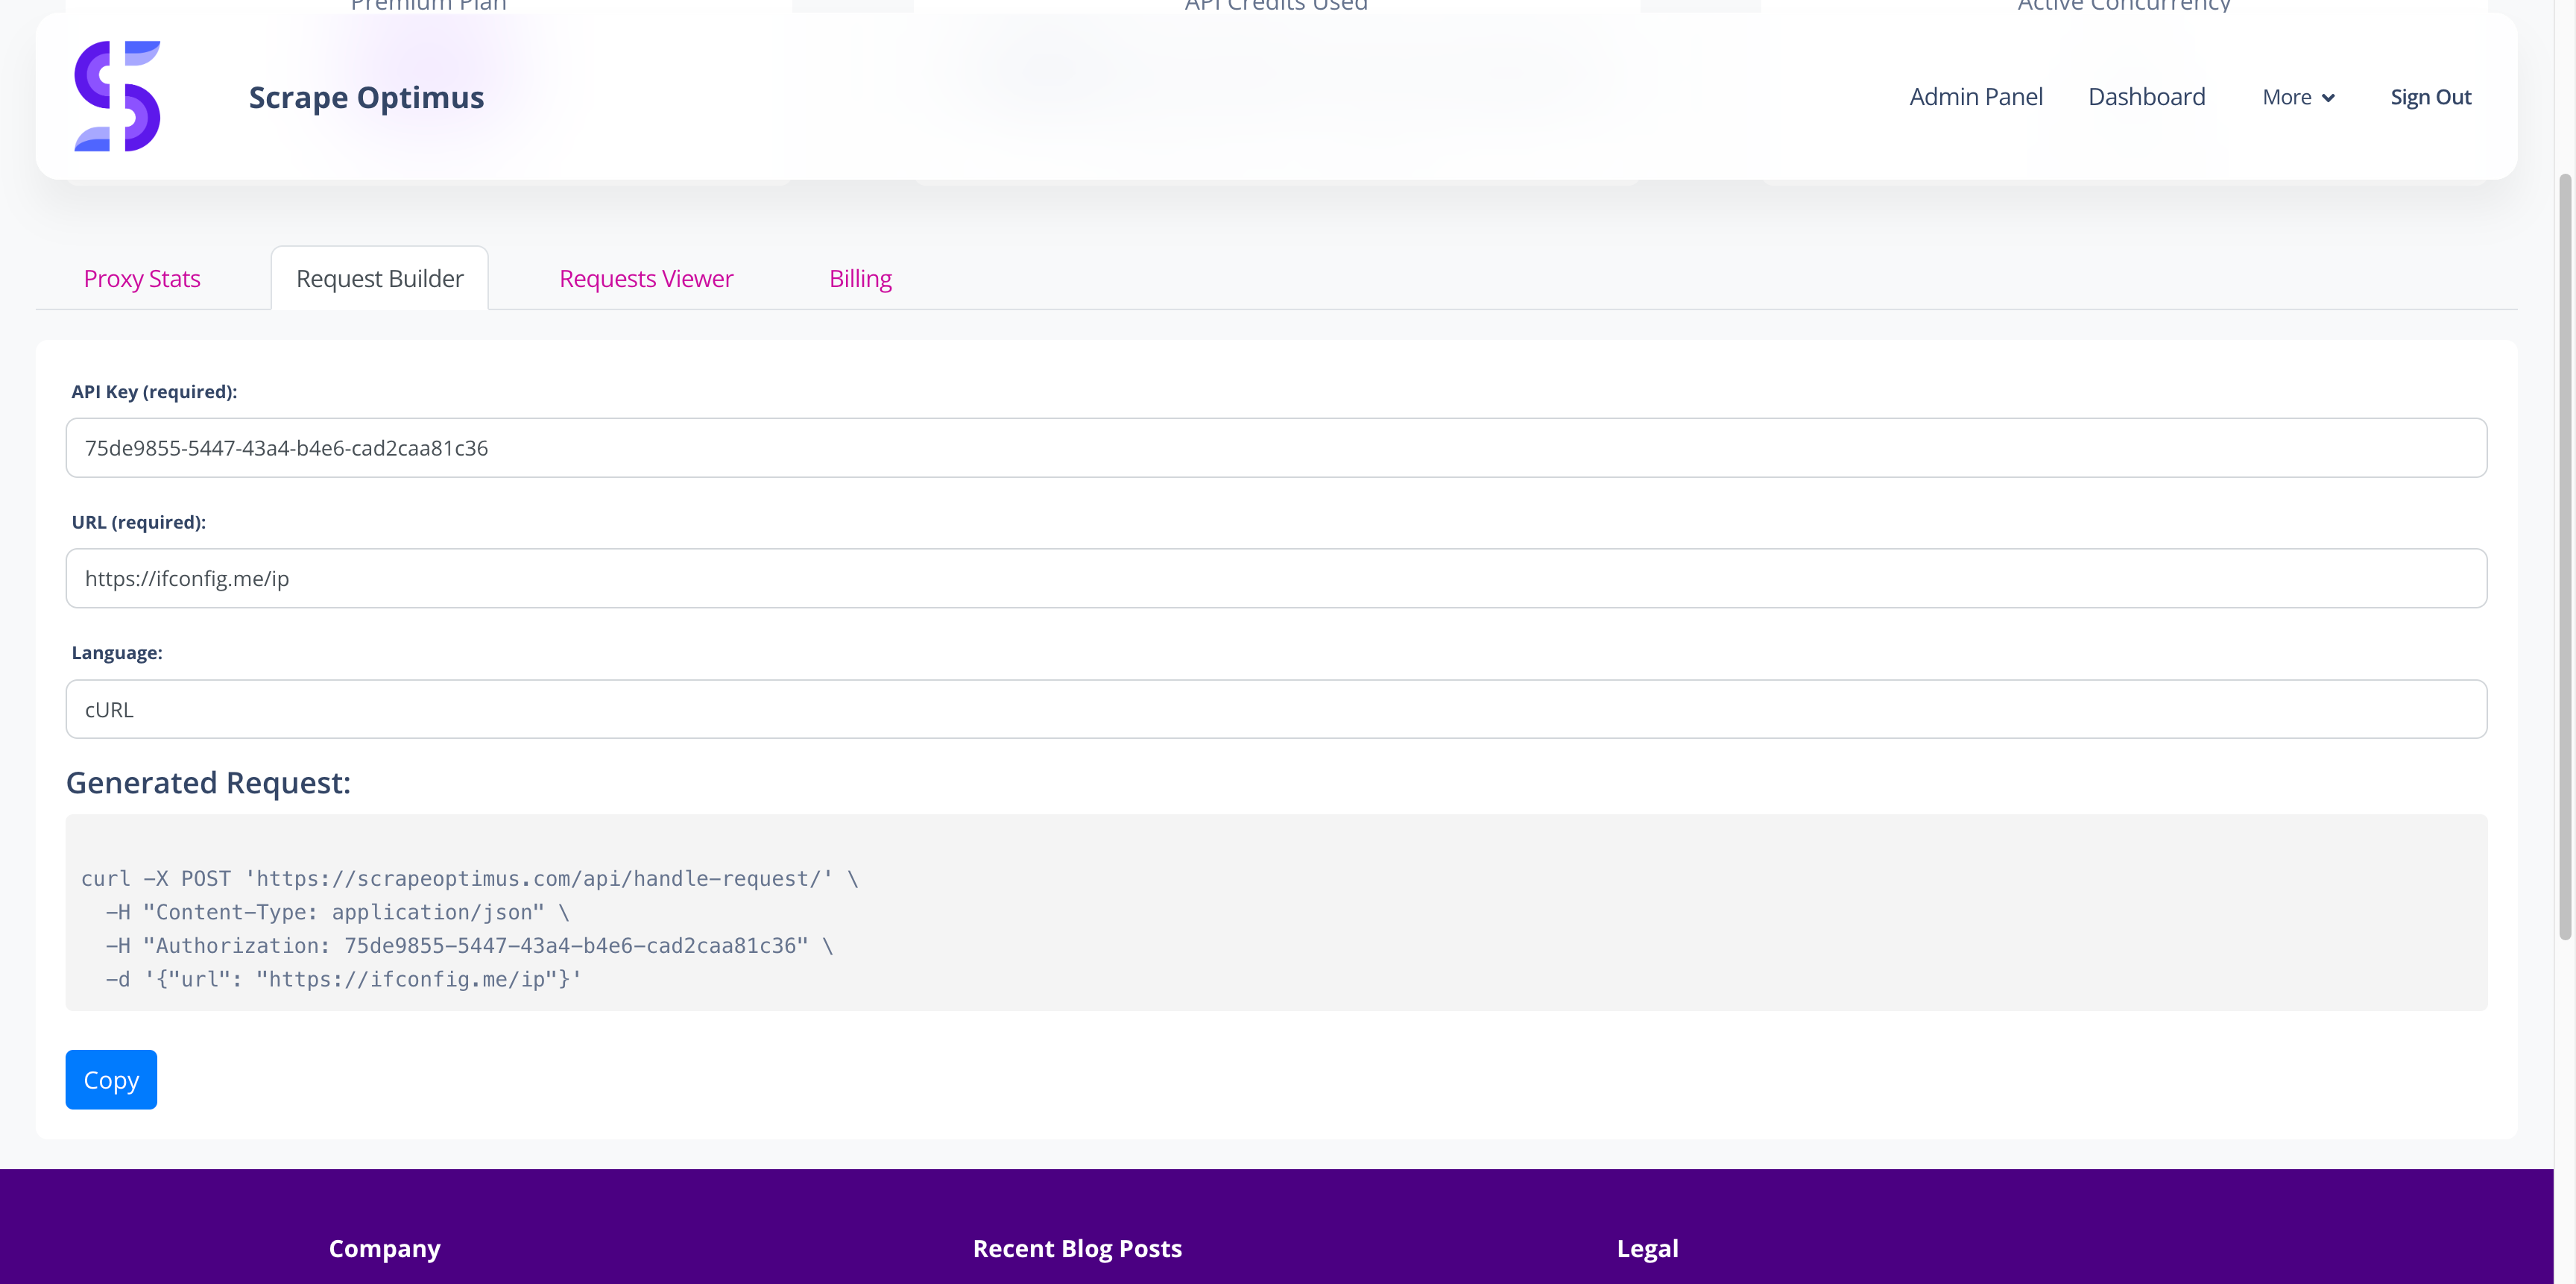 Premium Plan
API Credits Used
Active Concurrency
Scrape Optimus
Admin Panel
Dashboard
More
Sign Out
Proxy Stats
Request Builder
Requests Viewer
Billing
API Key (required):
75de9855-5447-43a4-b4e6-cad2caa81c36
URL (required):
https://ifconfig.me/ip
Language:
cURL
Generated Request:
curl -X POST 'https://scrapeoptimus.com/api/handle-request/' \
-H "Content-Type: application/json" \
-H "Authorization: 75de9855-5447-43a4-b4e6-cad2caa81c36" \
-d '{"url": "https://ifconfig.me/ip"}'
Copy
Company
Recent Blog Posts
Legal